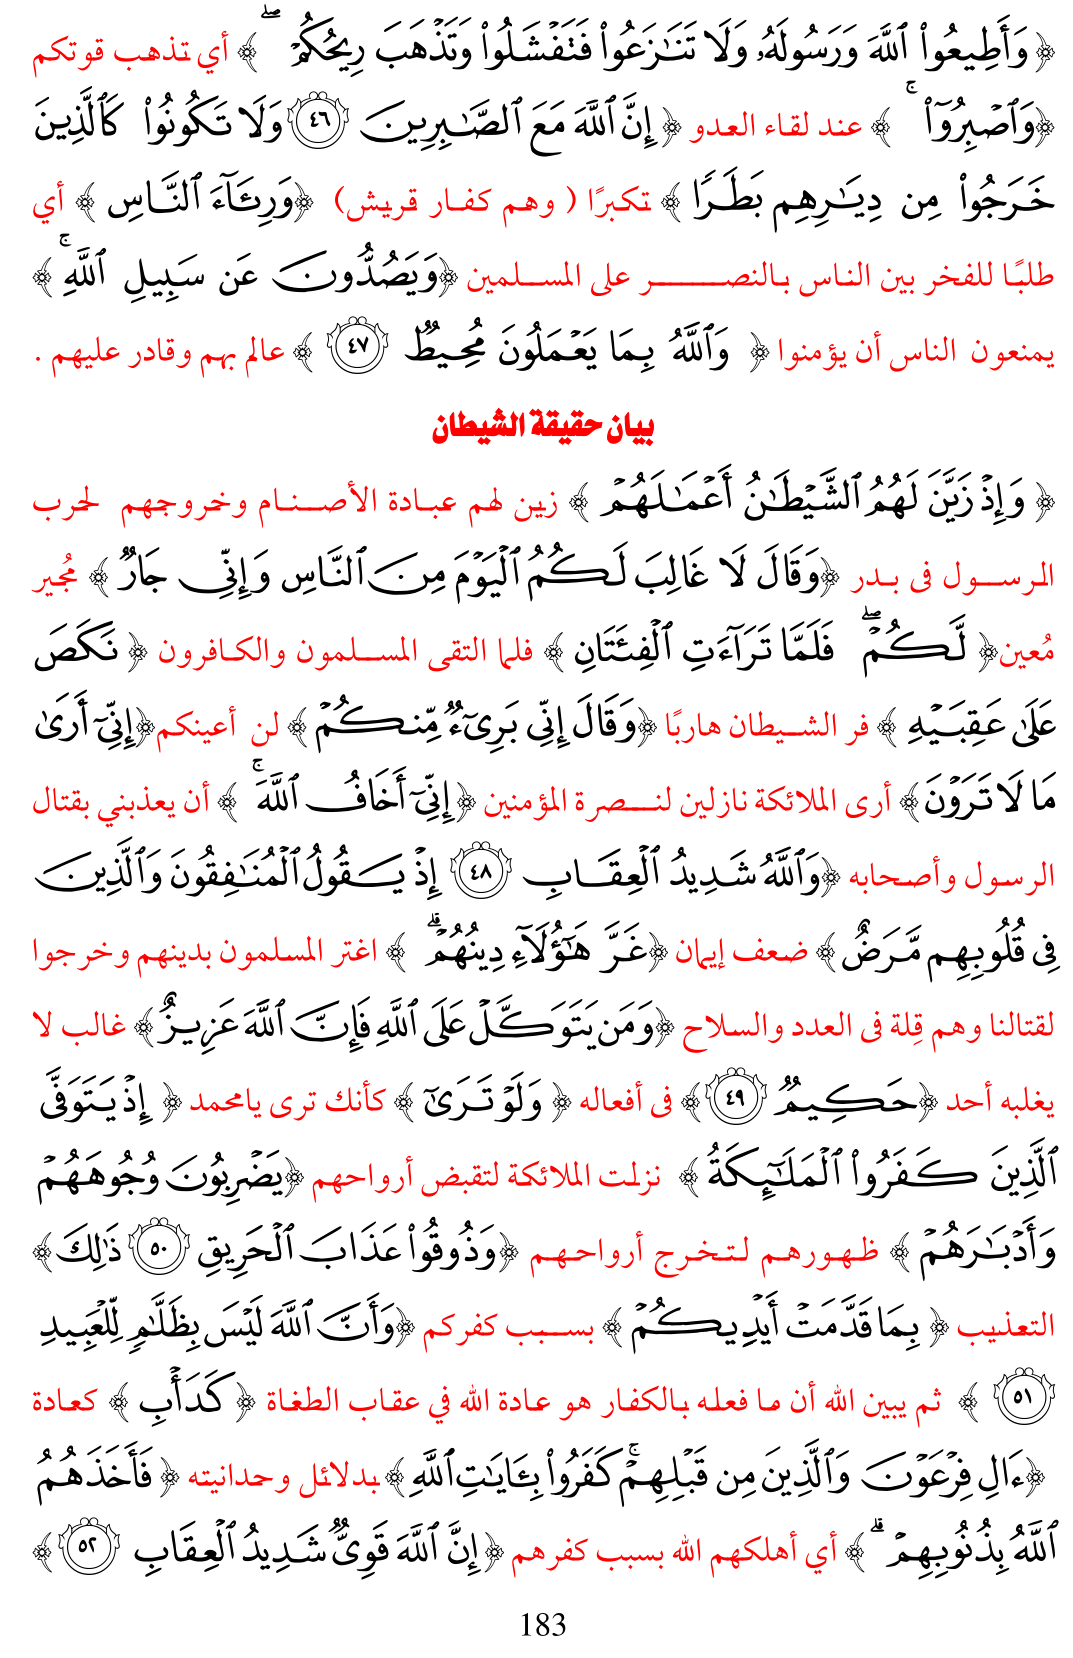 ﴿ وَأَطِيعُوا۟ ٱللَّهَ وَرَسُولَهُۥ وَلَا تَنَـٰزَعُوا۟ فَتَفْشَلُوا۟ وَتَذْهَبَ رِيحُكُمْ ۖ ﴾ أي تذهب قوتكم
﴿وَٱصْبِرُوٓا۟ ۚ ﴾ عند لقاء العدو ﴿ إِنَّ ٱللَّهَ مَعَ ٱلصَّـٰبِرِينَ ٤٦ وَلَا تَكُونُوا۟ كَٱلَّذِينَ
خَرَجُوا۟ مِن دِيَـٰرِهِم بَطَرًا ﴾ تكبرًا ( وهم كفار قريش) ﴿وَرِئَآءَ ٱلنَّاسِ ﴾ أي
طلبًا للفخر بين الناس بالنصر على المسلمين ﴿وَيَصُدُّونَ عَن سَبِيلِ ٱللَّهِ ۚ ﴾
يمنعون الناس أن يؤمنوا ﴿ وَٱللَّهُ بِمَا يَعْمَلُونَ مُحِيطٌ ٤٧ ﴾ عالم بهم وقادر عليهم .
بيان حقيقة الشيطان
﴿ وَإِذْ زَيَّنَ لَهُمُ ٱلشَّيْطَـٰنُ أَعْمَـٰلَهُمْ ﴾ زين لهم عبادة الأصنام وخروجهم لحرب
الرسول فى بدر ﴿وَقَالَ لَا غَالِبَ لَكُمُ ٱلْيَوْمَ مِنَ ٱلنَّاسِ وَإِنِّى جَارٌ ﴾ مُجير
مُعين﴿ لَّكُمْ ۖ فَلَمَّا تَرَآءَتِ ٱلْفِئَتَانِ ﴾ فلما التقى المسلمون والكافرون ﴿ نَكَصَ
عَلَىٰ عَقِبَيْهِ ﴾ فر الشيطان هاربًا ﴿وَقَالَ إِنِّى بَرِىٓءٌ مِّنكُمْ ﴾ لن أعينكم﴿إِنِّىٓ أَرَىٰ
مَا لَا تَرَوْنَ﴾ أرى الملائكة نازلين لنصرة المؤمنين ﴿إِنِّىٓ أَخَافُ ٱللَّهَ ۚ ﴾ أن يعذبني بقتال
الرسول وأصحابه ﴿وَٱللَّهُ شَدِيدُ ٱلْعِقَابِ ٤٨ إِذْ يَقُولُ ٱلْمُنَـٰفِقُونَ وَٱلَّذِينَ
فِى قُلُوبِهِم مَّرَضٌ ﴾ ضعف إيمان ﴿غَرَّ هَـٰٓؤُلَآءِ دِينُهُمْ ۗ ﴾ اغتر المسلمون بدينهم وخرجوا
لقتالنا وهم قِلة فى العدد والسلاح ﴿وَمَن يَتَوَكَّلْ عَلَى ٱللَّهِ فَإِنَّ ٱللَّهَ عَزِيزٌ ﴾ غالب لا
يغلبه أحد ﴿حَكِيمٌ ٤٩ ﴾ فى أفعاله ﴿ وَلَوْ تَرَىٰٓ ﴾ كأنك ترى يامحمد ﴿ إِذْ يَتَوَفَّى
ٱلَّذِينَ كَفَرُوا۟ ٱلْمَلَـٰٓئِكَةُ ﴾ نزلت الملائكة لتقبض أرواحهم ﴿يَضْرِبُونَ وُجُوهَهُمْ
وَأَدْبَـٰرَهُمْ ﴾ ظهورهم لتخرج أرواحهم ﴿وَذُوقُوا۟ عَذَابَ ٱلْحَرِيقِ ٥٠ ذَٰلِكَ﴾
التعذيب ﴿ بِمَا قَدَّمَتْ أَيْدِيكُمْ ﴾ بسبب كفركم ﴿وَأَنَّ ٱللَّهَ لَيْسَ بِظَلَّـٰمٍ لِّلْعَبِيدِ
٥١ ﴾ ثم يبين الله أن ما فعله بالكفار هو عادة الله في عقاب الطغاة ﴿كَدَأْبِ ﴾ كعادة
﴿ءَالِ فِرْعَوْنَ وَٱلَّذِينَ مِن قَبْلِهِمْ ۚ كَفَرُوا۟ بِـَٔايَـٰتِ ٱللَّهِ﴾ بدلائل وحدانيته ﴿ فَأَخَذَهُمُ
ٱللَّهُ بِذُنُوبِهِمْ ۗ ﴾ أي أهلكهم الله بسبب كفرهم ﴿إِنَّ ٱللَّهَ قَوِىٌّ شَدِيدُ ٱلْعِقَابِ ٥٢ ﴾
183